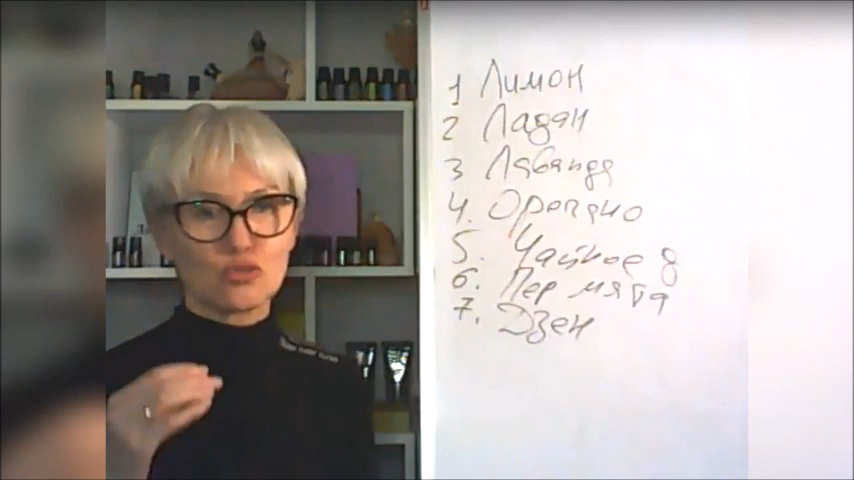 1 Лимон
2 Ладан
3 Лаванда
4. Орегано
5. Чайное д
6. Пер мята
7. Дзен